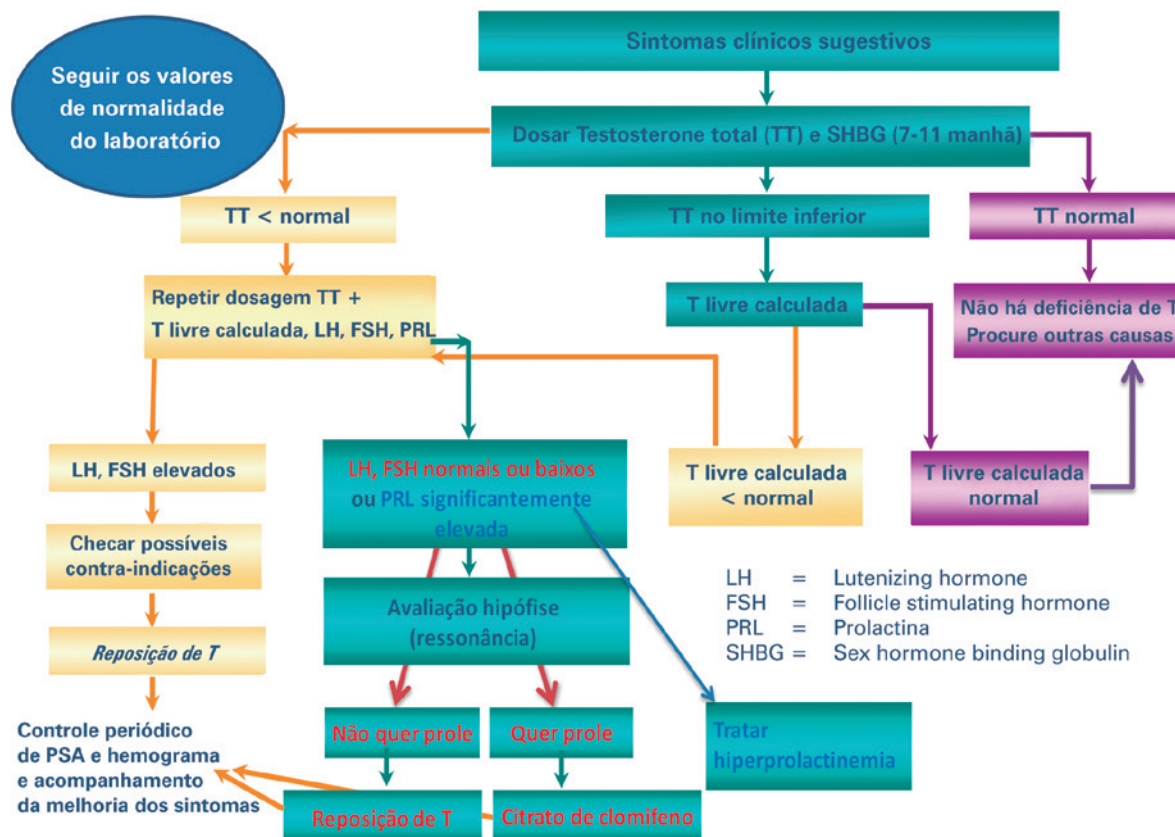 Sintomas clínicos sugestivos
Seguir os valores
de normalidade
do laboratório
Dosar Testosterone total (TT) e SHBG (7-11 manhã)
TT < normal
TT no limite inferior
TT normal
Repetir dosagem TT +
T livre calculada, LH, FSH, PRL
T livre calculada
Não há deficiência de T
Procure outras causas
LH, FSH elevados
LH, FSH normais ou baixos
ou PRL significantemente
elevada
T livre calculada
< normal
T livre calculada
normal
Checar possíveis
contra-indicações
Avaliação hipófise
(ressonância)
LH = Lutenizing hormone
FSH = Follicle stimulating hormone
PRL = Prolactina
SHBG = Sex hormone binding globulin
Reposição de T
Controle periódico
de PSA e hemograma
e acompanhamento
da melhoria dos sintomas
Não quer prole
Quer prole
Tratar
hiperprolactinemia
Reposição de T
Citrato de clomifeno